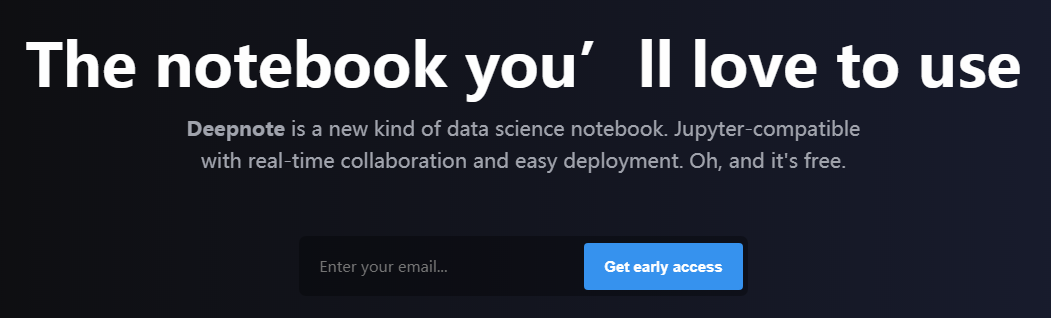 The notebook you’ll love to use
Deepnote is a new kind of data science notebook. Jupyter-compatible
with real-time collaboration and easy deployment. Oh, and it's free.
Enter your email...
Get early access